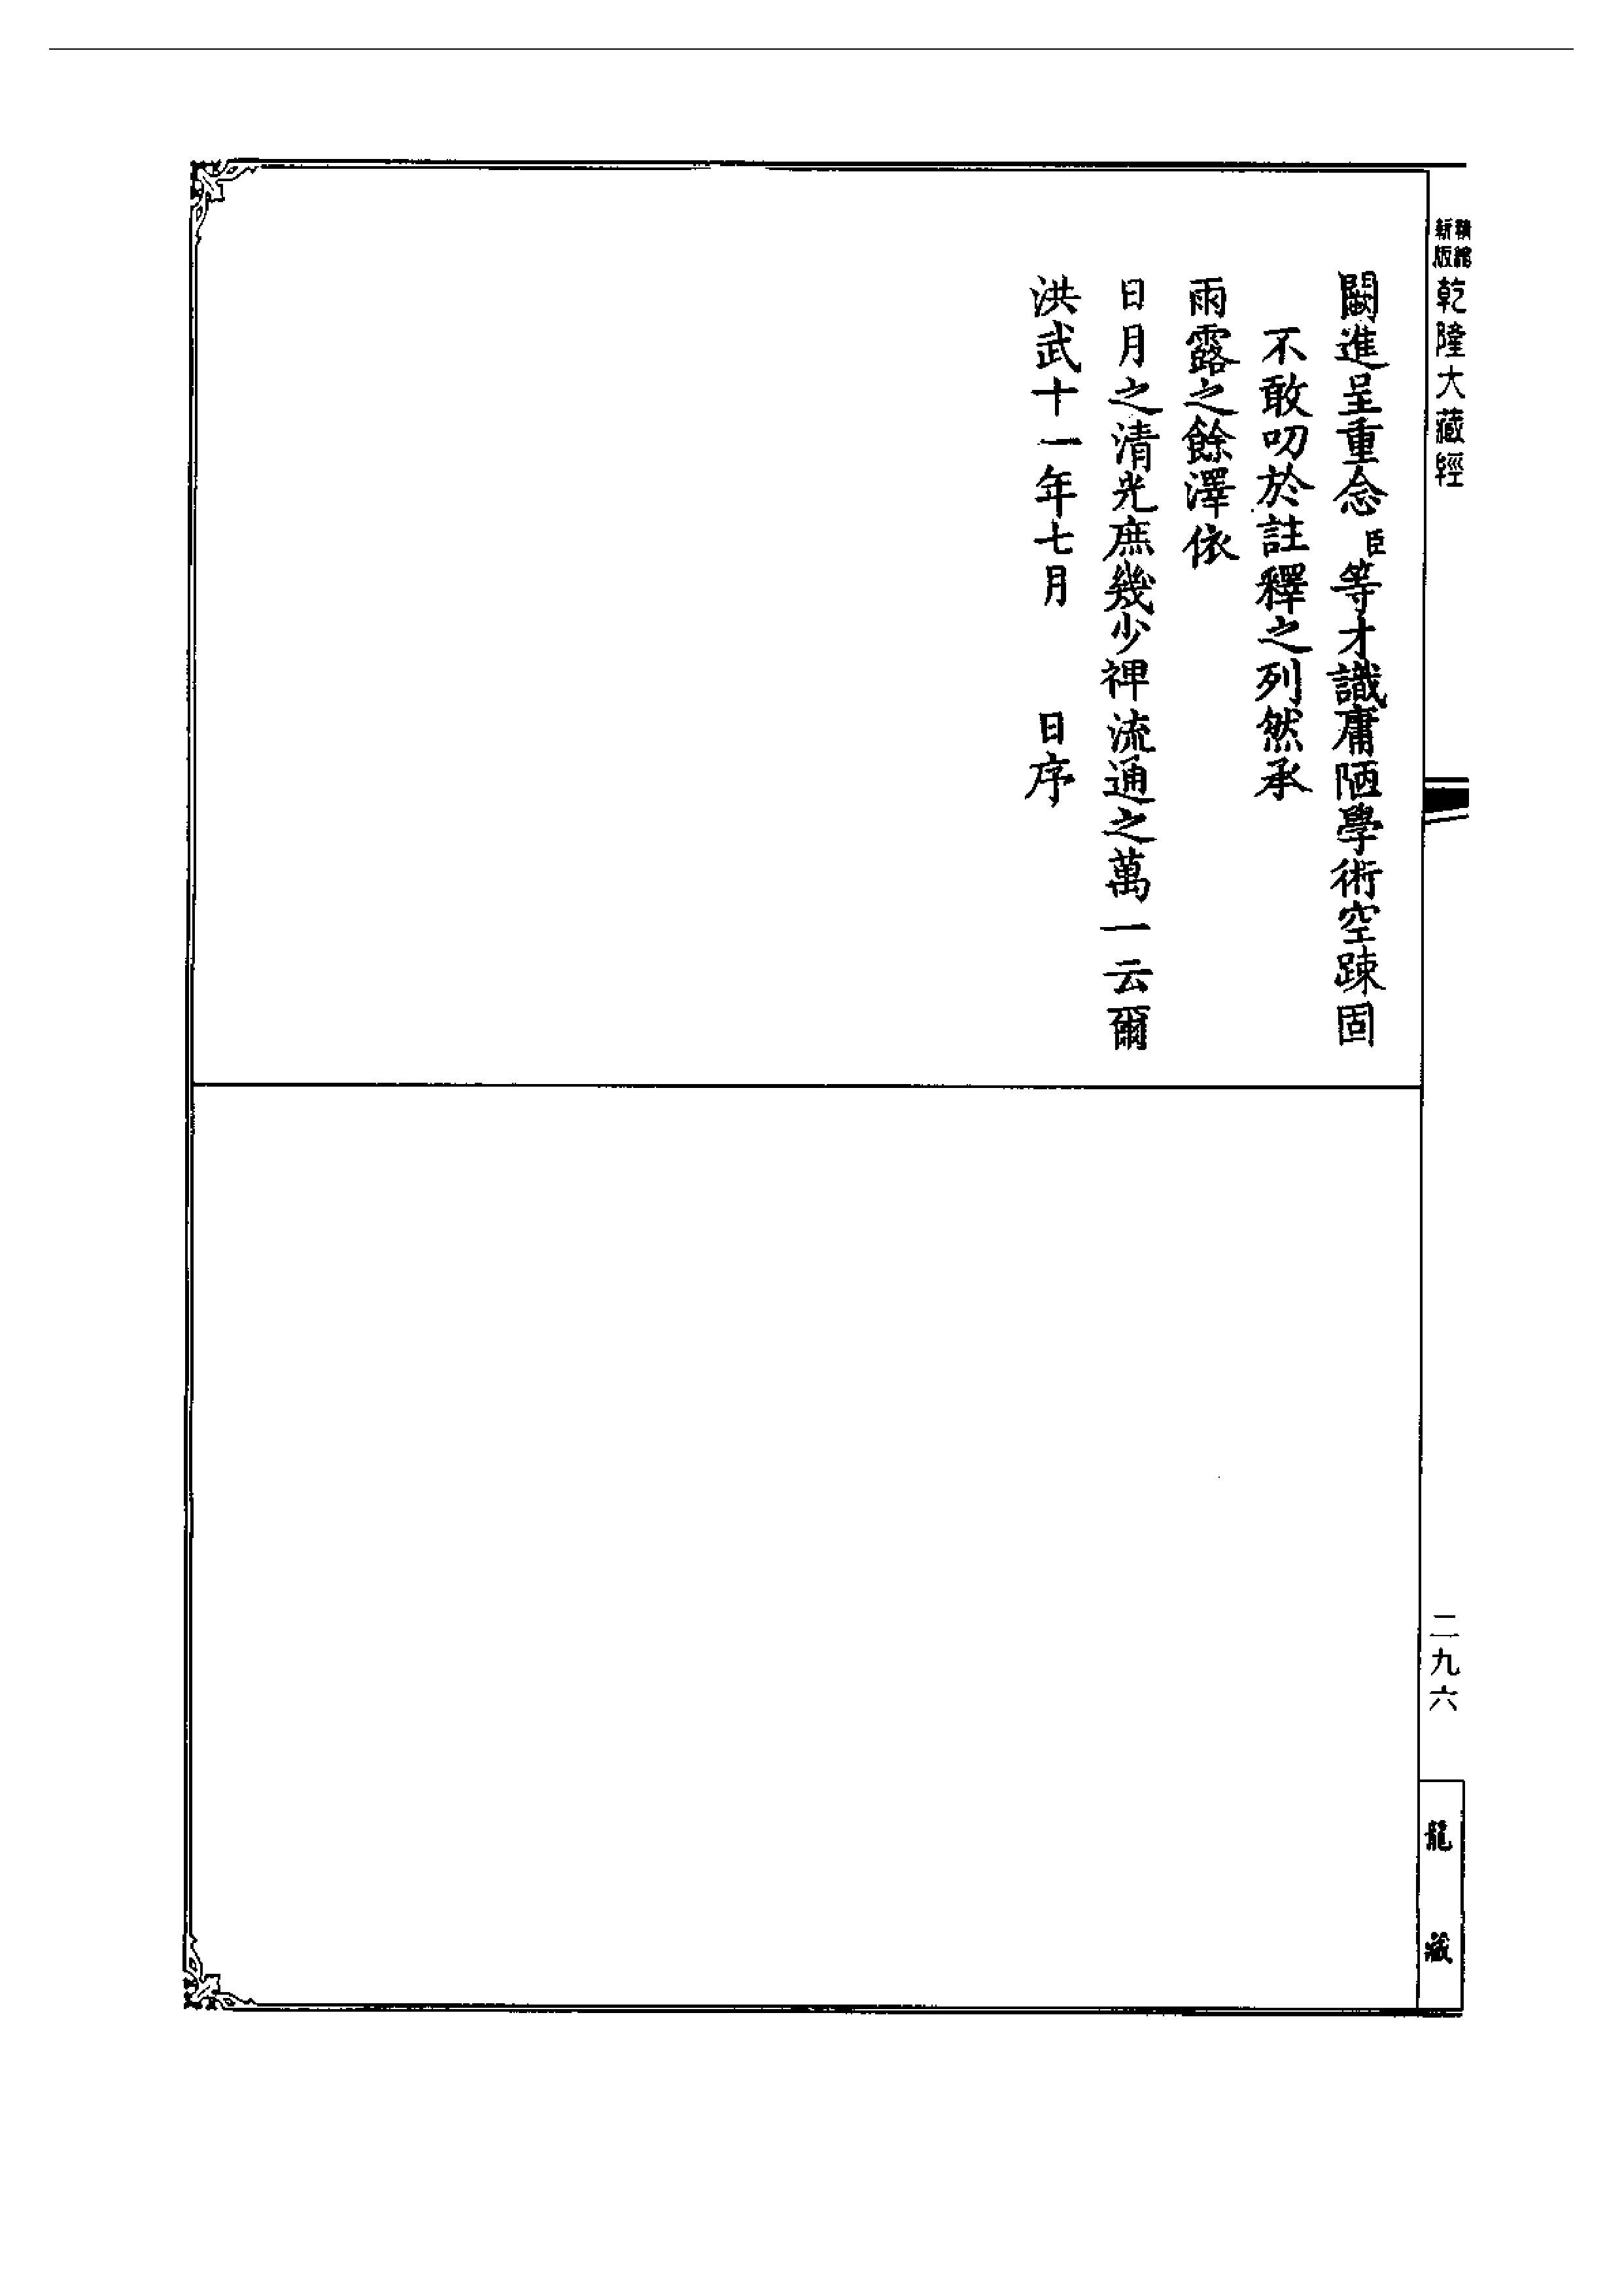 新版精縮乾隆大藏經
闕進呈重念臣等才識庸陋學術空踈固
不敢叨於註釋之列然承
雨露之餘澤依
日月之清光庶幾少裨流通之萬一云爾
洪武十一年七月　　日序
二九六
龍藏